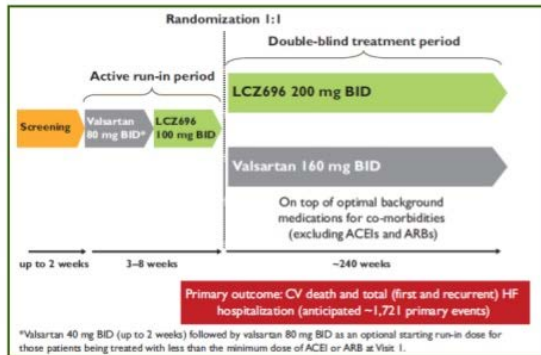 Randomization 1:1
Double-blind treatment period
Active run-in period
LCZ696 200 mg BID
Screening
Valsartan
80 mg BID*
LCZ696
100 mg BID
Valsartan 160 mg BID
On top of optimal background
medications for co-morbidities
(excluding ACEIs and ARBs)
up to 2 weeks
3–8 weeks
~240 weeks
Primary outcome: CV death and total (first and recurrent) HF
hospitalization (anticipated ~1,721 primary events)
*Valsartan 40 mg BID (up to 2 weeks) followed by valsartan 80 mg BID as an optional starting run-in dose for
those patients being treated with less than the minimum dose of ACEI or ARB at Visit 1.